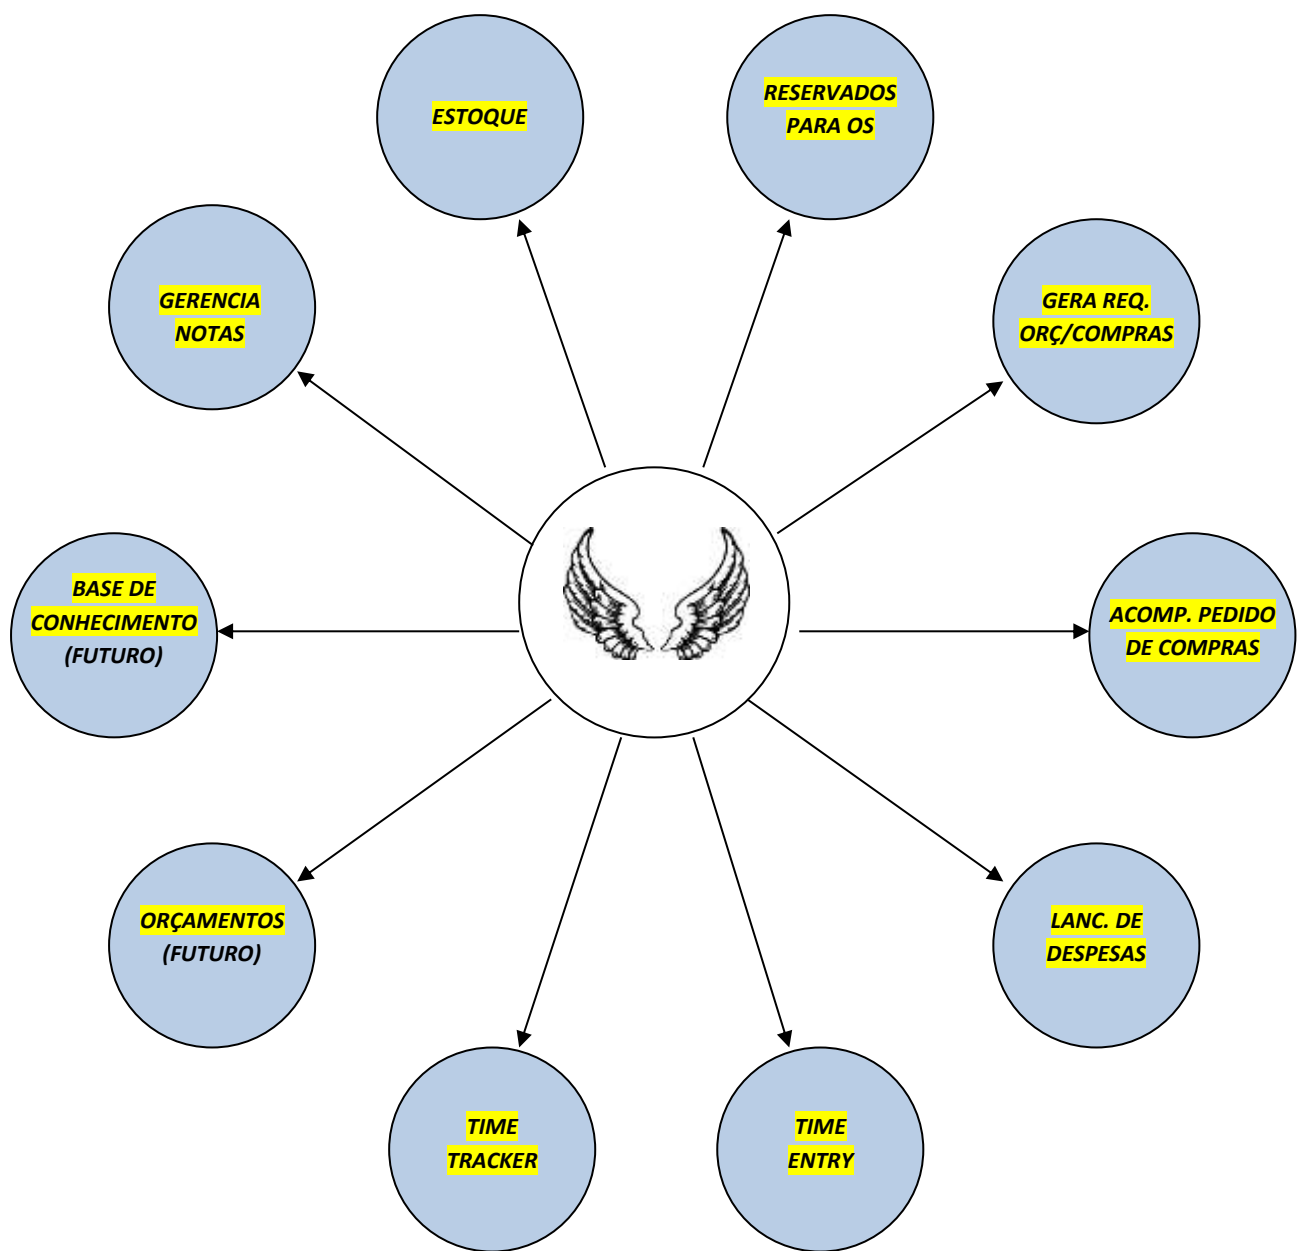 ESTOQUE
RESERVADOS
PARA OS
GERENCIA
NOTAS
GERA REQ.
ORÇ/COMPRAS
BASE DE
CONHECIMENTO
(FUTURO)
ACOMP. PEDIDO
DE COMPRAS
ORÇAMENTOS
(FUTURO)
LANC. DE
DESPESAS
TIME
TRACKER
TIME
ENTRY